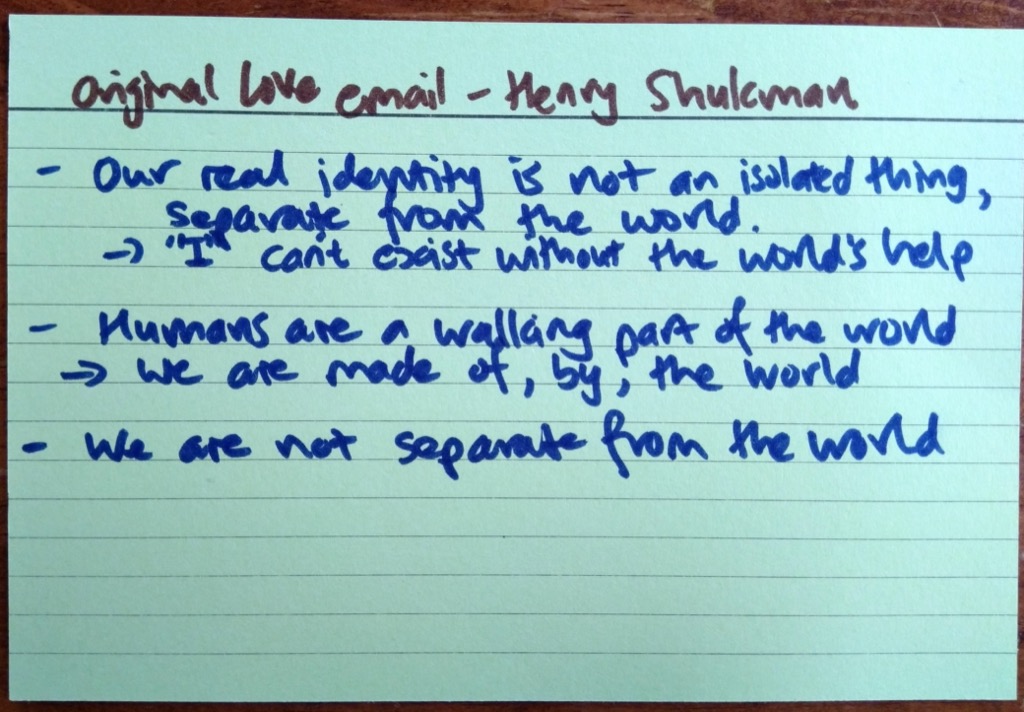 original love email - Henry Shukman
- Our real identity is not an isolated thing,
separate from the world.
→ "I" can't exist without the world's help
- Humans are a walking part of the world
→ we are made of, by, the world
- We are not separate from the world